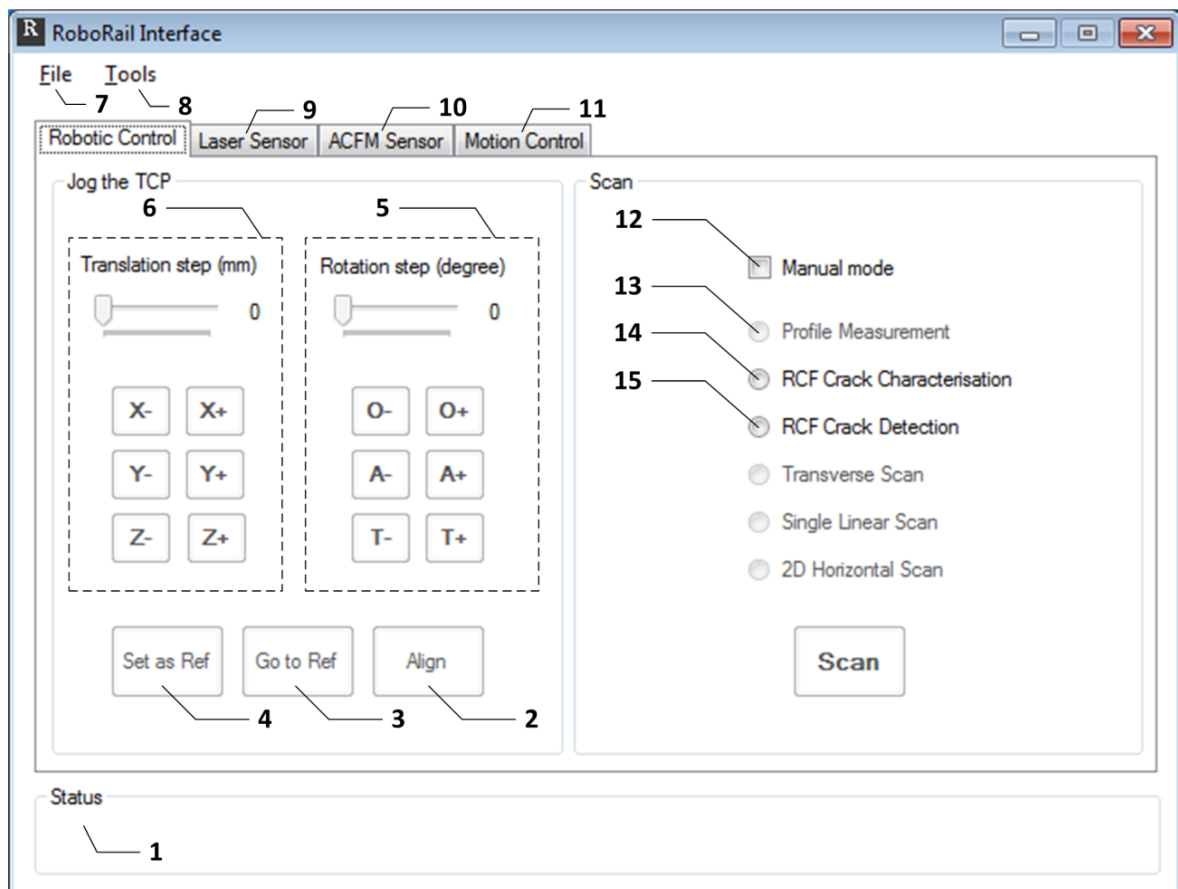 R RoboRail Interface
File Tools
7 8 9 10 11
Robotic Control Laser Sensor ACFM Sensor Motion Control
Jog the TCP
6 5
Translation step (mm) Rotation step (degree)
0 0
X- X+ O- O+
Y- Y+ A- A+
Z- Z+ T- T+
Set as Ref Go to Ref Align
4 3 2
Scan
12 Manual mode
13 Profile Measurement
14 RCF Crack Characterisation
15 RCF Crack Detection
Transverse Scan
Single Linear Scan
2D Horizontal Scan
Scan
Status
1